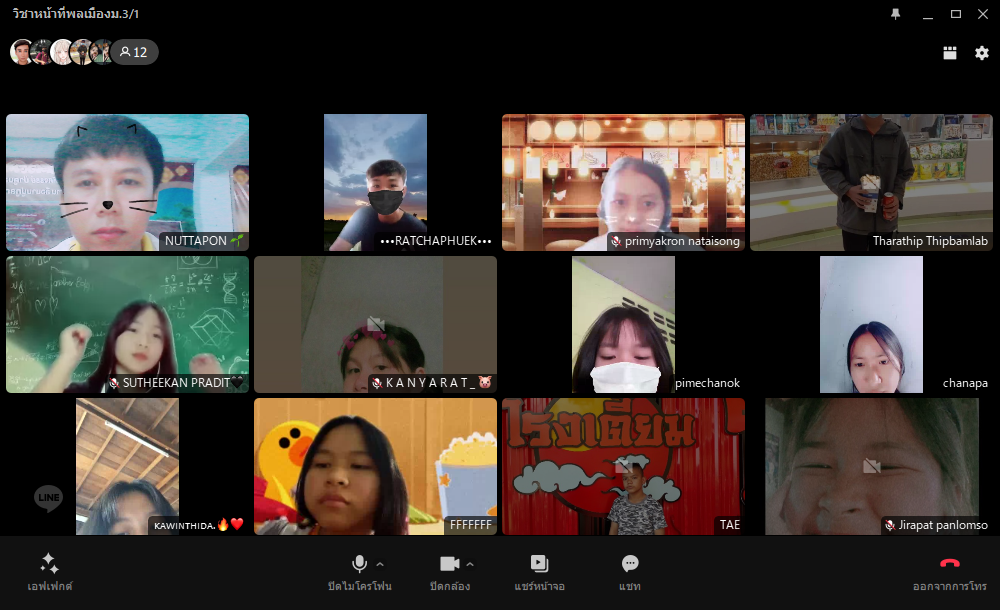 วิชาหน้าที่พลเมืองม.3/1
12
NUTTAPON
•••RATCHAPHUEK•••
primyakron nataisong
Tharathip Thipbamlab
SUTHEEKAN PRADIT
K A N Y A R A T _
pimechanok
chanapa
LINE
KAWINTHIDA.
FFFFFFF
โรงเตี๊ยม
TAE
Jirapat panlomso
เอฟเฟกต์
ปิดไมโครโฟน
ปิดกล้อง
แชร์หน้าจอ
แชท
ออกจากการโทร